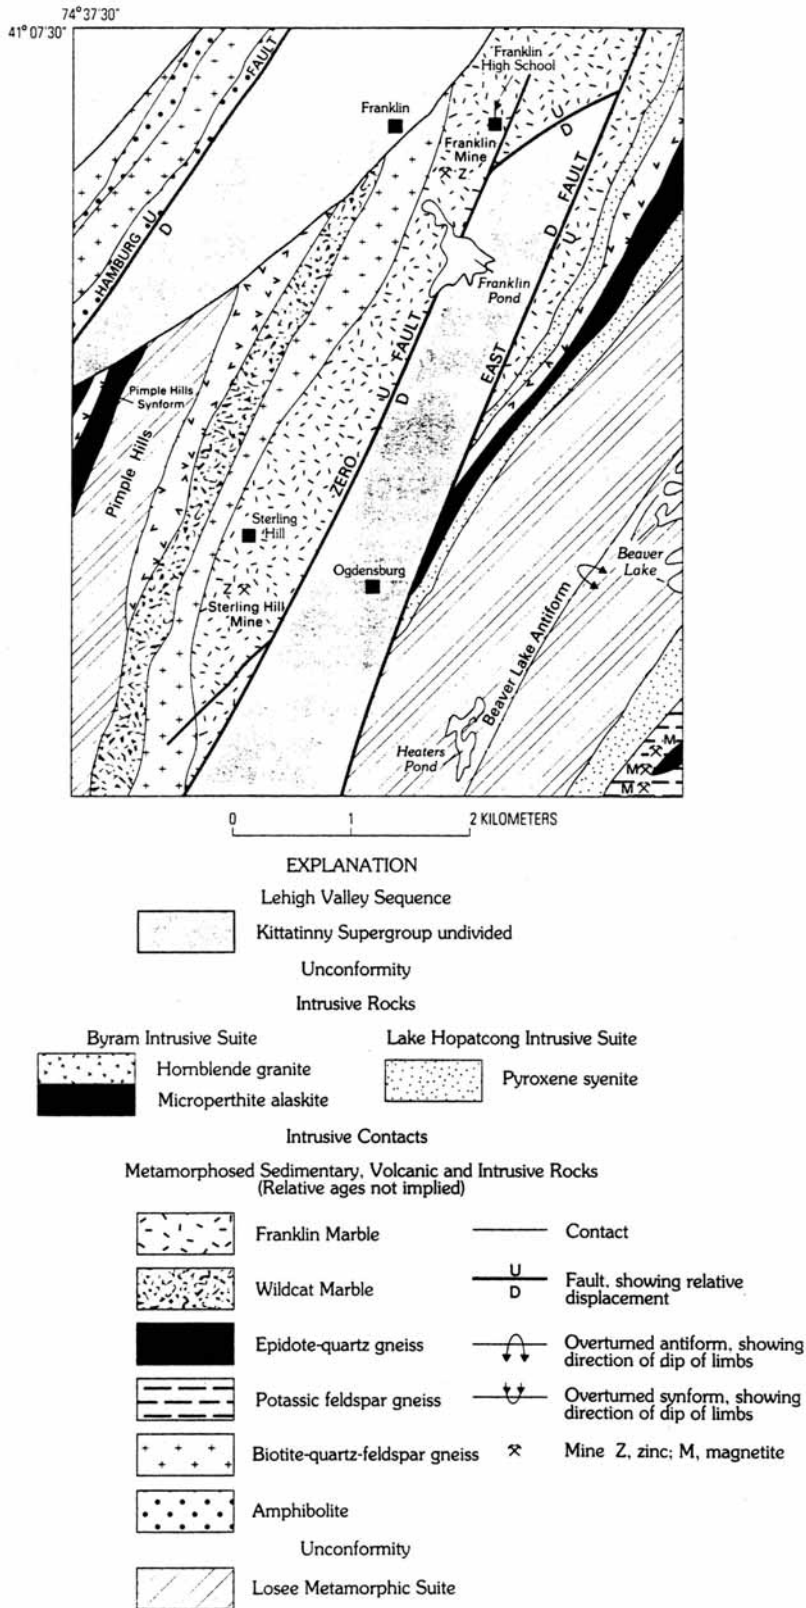 74° 37'30"
41° 07'30"
HAMBURG
U
D
FAULT
Franklin
Franklin
High School
Franklin
Mine
Z
U
D
Franklin
Pond
ZERO
U
D
FAULT
EAST
D
U
FAULT
Pimple Hills
Synform
Pimple Hills
Sterling
Hill
Z
Sterling Hill
Mine
Ogdensburg
Beaver
Lake
Beaver Lake Antiform
Heaters
Pond
M
M
M
0 1 2 KILOMETERS
EXPLANATION
Lehigh Valley Sequence
Kittatinny Supergroup undivided
Unconformity
Intrusive Rocks
Byram Intrusive Suite
Hornblende granite
Microperthite alaskite
Lake Hopatcong Intrusive Suite
Pyroxene syenite
Intrusive Contacts
Metamorphosed Sedimentary, Volcanic and Intrusive Rocks
(Relative ages not implied)
Franklin Marble
Wildcat Marble
Epidote-quartz gneiss
Potassic feldspar gneiss
Biotite-quartz-feldspar gneiss
Amphibolite
Unconformity
Losee Metamorphic Suite
Contact
U
D
Fault, showing relative
displacement
Overturned antiform, showing
direction of dip of limbs
Overturned synform, showing
direction of dip of limbs
Mine Z, zinc; M, magnetite